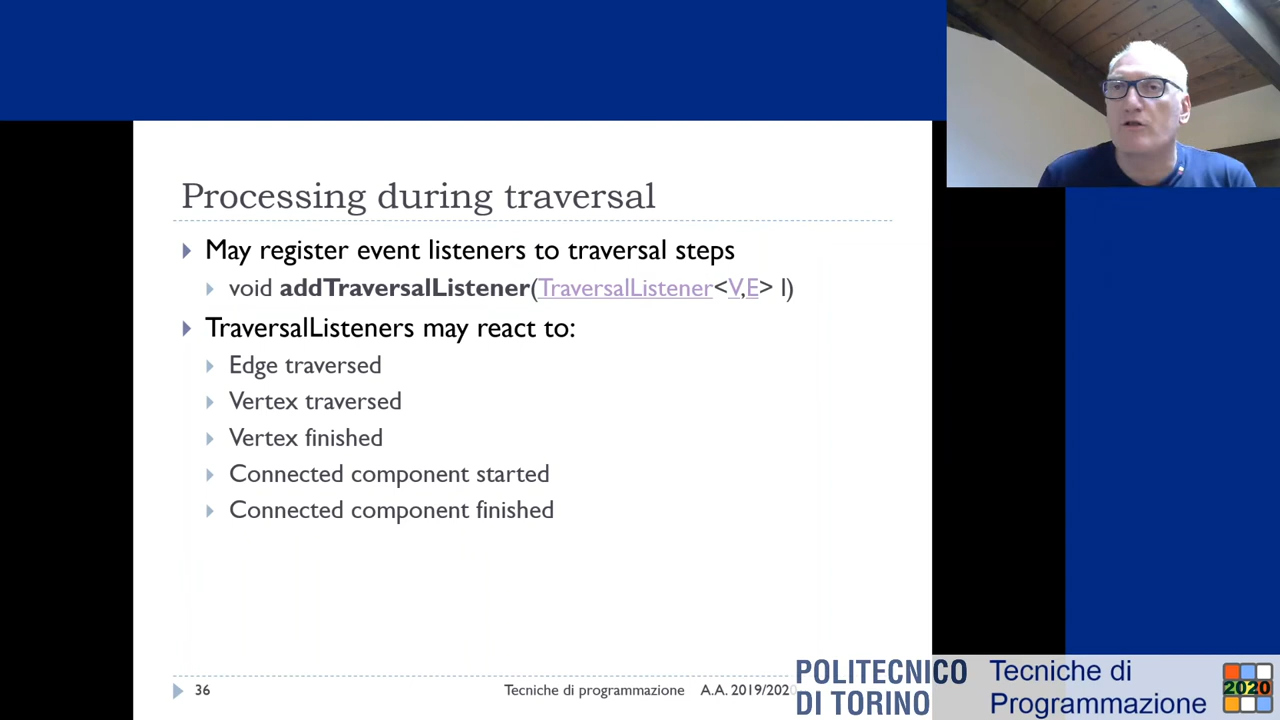 Processing during traversal
May register event listeners to traversal steps
void addTraversalListener(TraversalListener<V,E> l)
TraversalListeners may react to:
Edge traversed
Vertex traversed
Vertex finished
Connected component started
Connected component finished
36
Tecniche di programmazione A.A. 2019/2020
POLITECNICO
DI TORINO
Tecniche di
Programmazione
2020